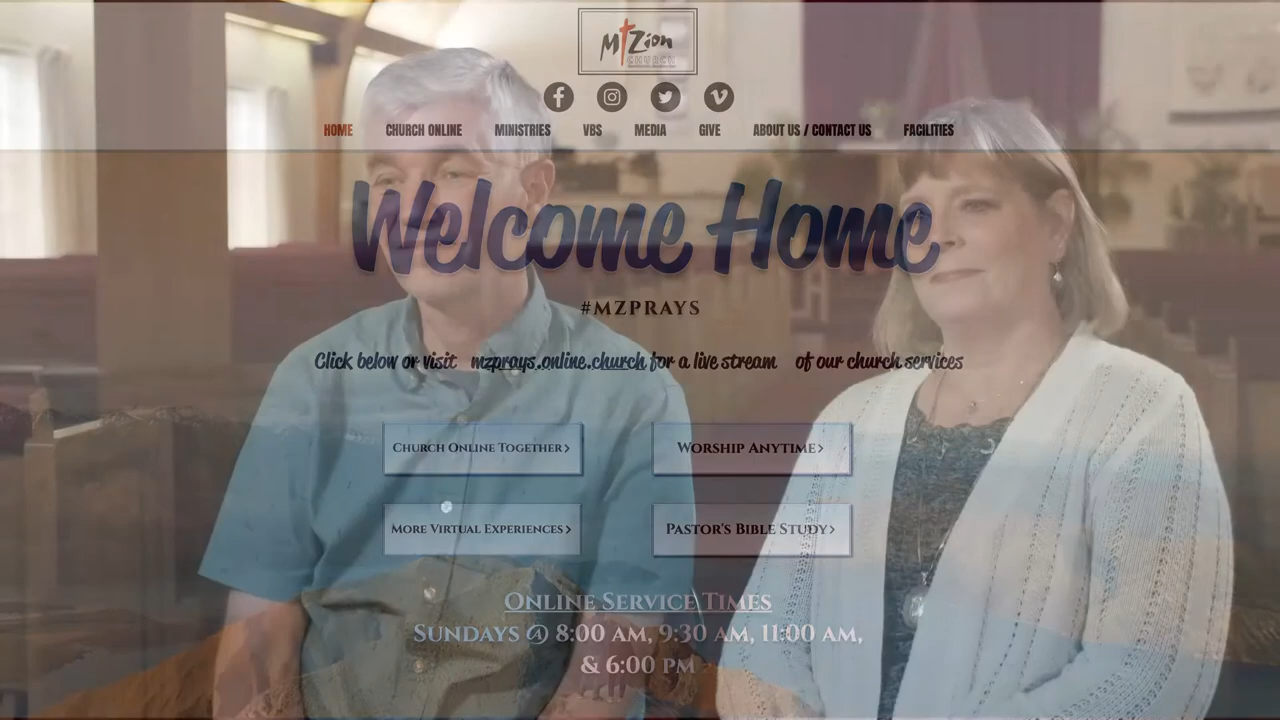 Mt Zion
CHURCH
HOME CHURCH ONLINE MINISTRIES VBS MEDIA GIVE ABOUT US / CONTACT US FACILITIES
Welcome Home
#MZPRAYS
Click below or visit mzprays.online.church for a live stream of our church services
Church Online Together> Worship Anytime>
More Virtual Experiences> Pastor's Bible Study>
Online Service Times
Sundays @ 8:00 AM, 9:30 AM, 11:00 AM,
& 6:00 PM